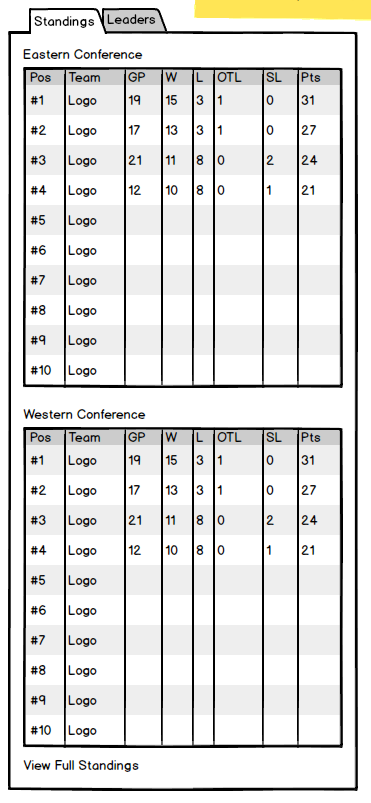 Standings Leaders
Eastern Conference
Pos Team GP W L OTL SL Pts
#1 Logo 19 15 3 1 0 31
#2 Logo 17 13 3 1 0 27
#3 Logo 21 11 8 0 2 24
#4 Logo 12 10 8 0 1 21
#5 Logo
#6 Logo
#7 Logo
#8 Logo
#9 Logo
#10 Logo
Western Conference
Pos Team GP W L OTL SL Pts
#1 Logo 19 15 3 1 0 31
#2 Logo 17 13 3 1 0 27
#3 Logo 21 11 8 0 2 24
#4 Logo 12 10 8 0 1 21
#5 Logo
#6 Logo
#7 Logo
#8 Logo
#9 Logo
#10 Logo
View Full Standings